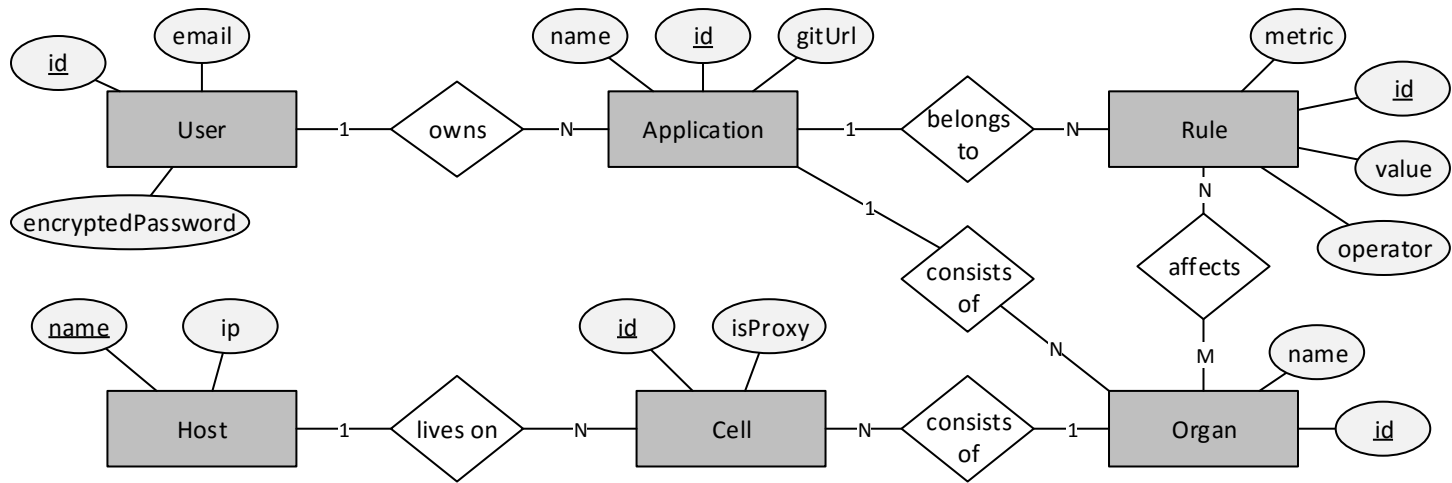 email
name
id
gitUrl
metric
id
id
User
1
owns
N
Application
1
belongs
to
N
Rule
value
N
encryptedPassword
1
operator
consists
of
affects
name
ip
id
isProxy
N
M
name
Host
1
lives on
N
Cell
N
consists
of
1
Organ
id